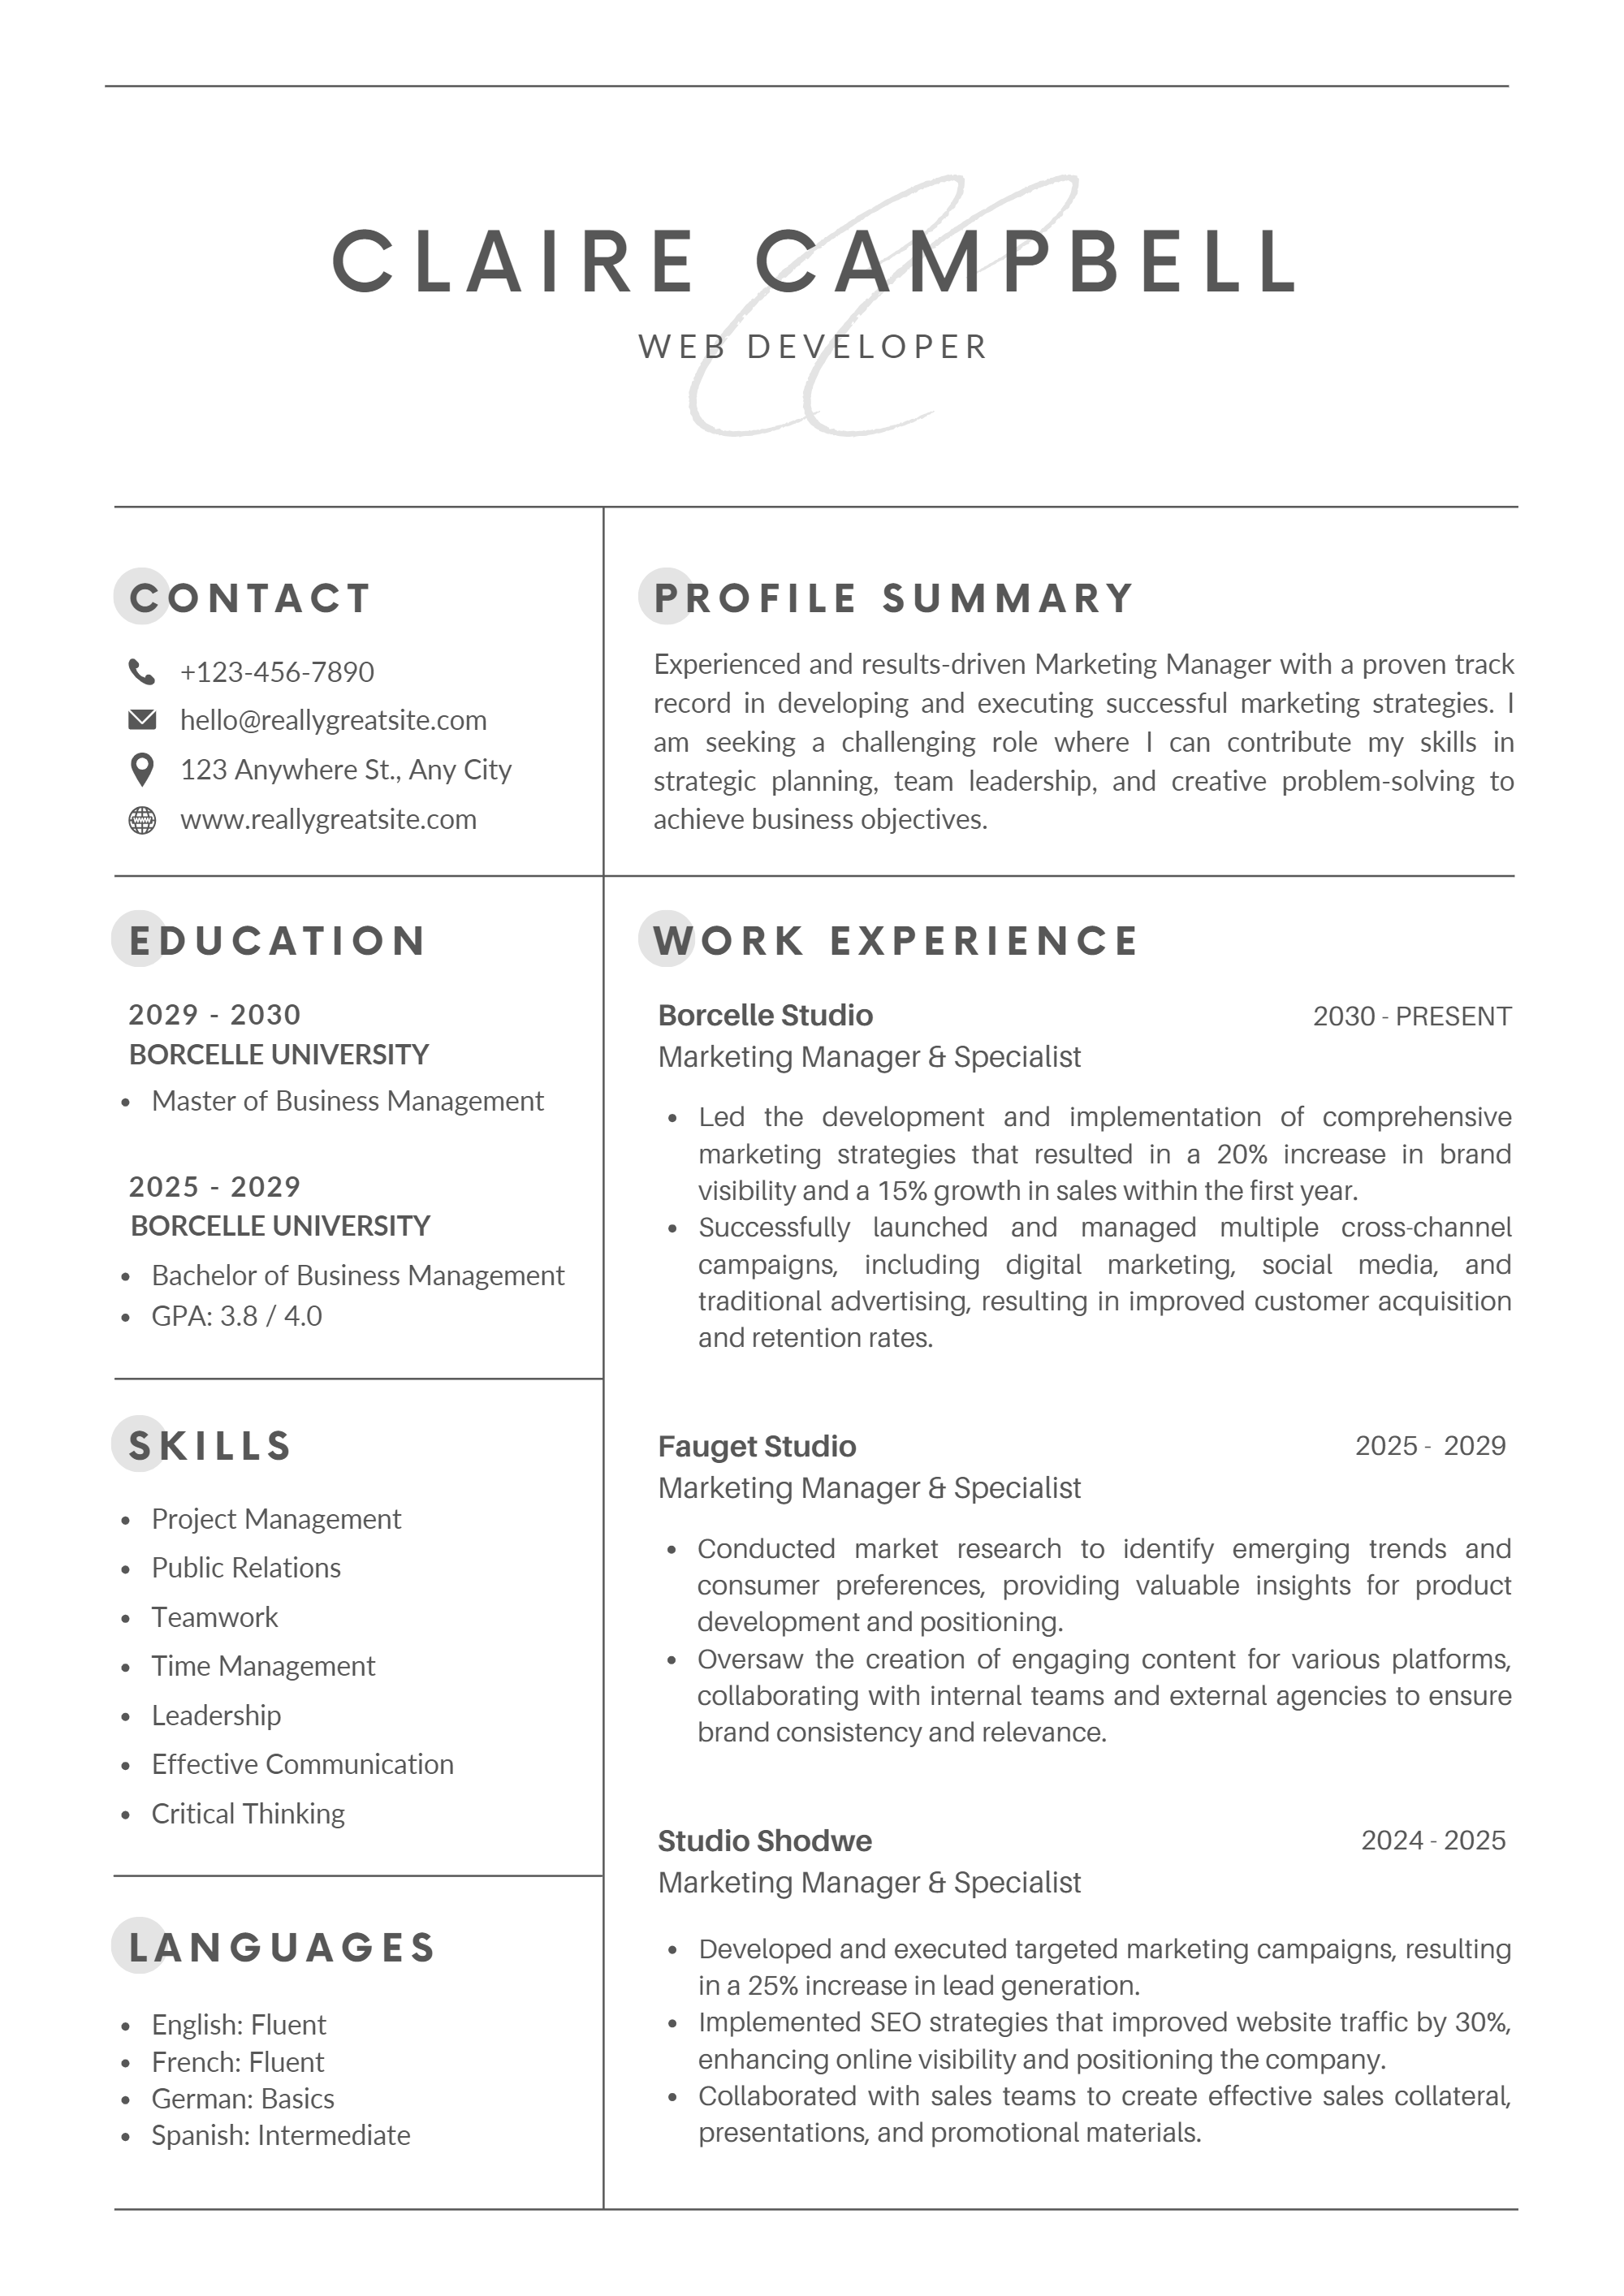 CLAIRE CAMPBELL
WEB DEVELOPER
CONTACT
+123-456-7890
hello@reallygreatsite.com
123 Anywhere St., Any City
www.reallygreatsite.com
PROFILE SUMMARY
Experienced and results-driven Marketing Manager with a proven track
record in developing and executing successful marketing strategies. I
am seeking a challenging role where I can contribute my skills in
strategic planning, team leadership, and creative problem-solving to
achieve business objectives.
EDUCATION
2029 - 2030
BORCELLE UNIVERSITY
• Master of Business Management
2025 - 2029
BORCELLE UNIVERSITY
• Bachelor of Business Management
• GPA: 3.8 / 4.0
SKILLS
• Project Management
• Public Relations
• Teamwork
• Time Management
• Leadership
• Effective Communication
• Critical Thinking
LANGUAGES
• English: Fluent
• French: Fluent
• German: Basics
• Spanish: Intermediate
WORK EXPERIENCE
Borcelle Studio 2030 - PRESENT
Marketing Manager & Specialist
• Led the development and implementation of comprehensive
marketing strategies that resulted in a 20% increase in brand
visibility and a 15% growth in sales within the first year.
• Successfully launched and managed multiple cross-channel
campaigns, including digital marketing, social media, and
traditional advertising, resulting in improved customer acquisition
and retention rates.
Fauget Studio 2025 - 2029
Marketing Manager & Specialist
• Conducted market research to identify emerging trends and
consumer preferences, providing valuable insights for product
development and positioning.
• Oversaw the creation of engaging content for various platforms,
collaborating with internal teams and external agencies to ensure
brand consistency and relevance.
Studio Shodwe 2024 - 2025
Marketing Manager & Specialist
• Developed and executed targeted marketing campaigns, resulting
in a 25% increase in lead generation.
• Implemented SEO strategies that improved website traffic by 30%,
enhancing online visibility and positioning the company.
• Collaborated with sales teams to create effective sales collateral,
presentations, and promotional materials.